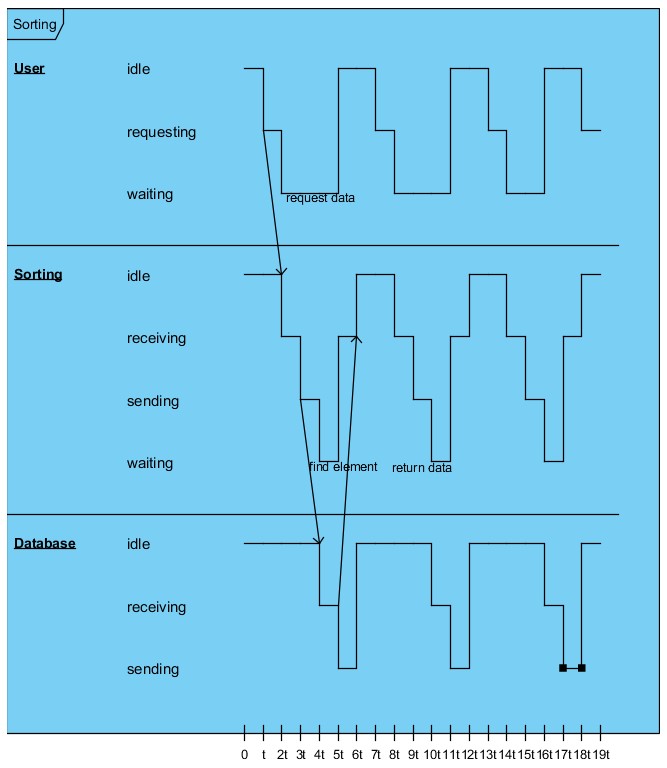 Sorting
User
idle
requesting
waiting
request data
Sorting
idle
receiving
sending
waiting
find element
return data
Database
idle
receiving
sending
0 t 2t 3t 4t 5t 6t 7t 8t 9t 10t 11t 12t 13t 14t 15t 16t 17t 18t 19t